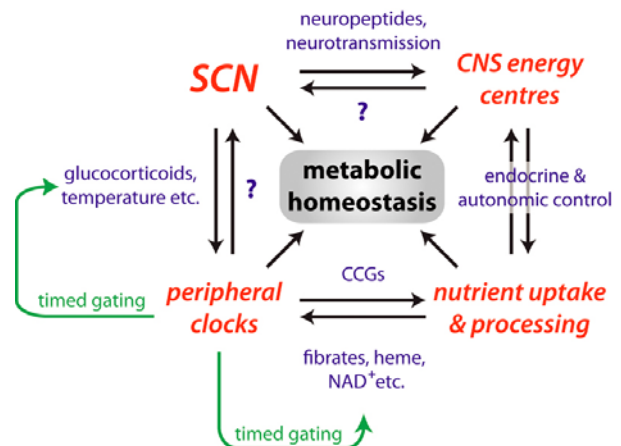 neuropeptides,
neurotransmission
SCN
CNS energy
centres
?
metabolic
homeostasis
glucocorticoids,
temperature etc.
?
endocrine &
autonomic control
timed gating
peripheral
clocks
CCGs
nutrient uptake
& processing
fibrates, heme,
NAD⁺etc.
timed gating